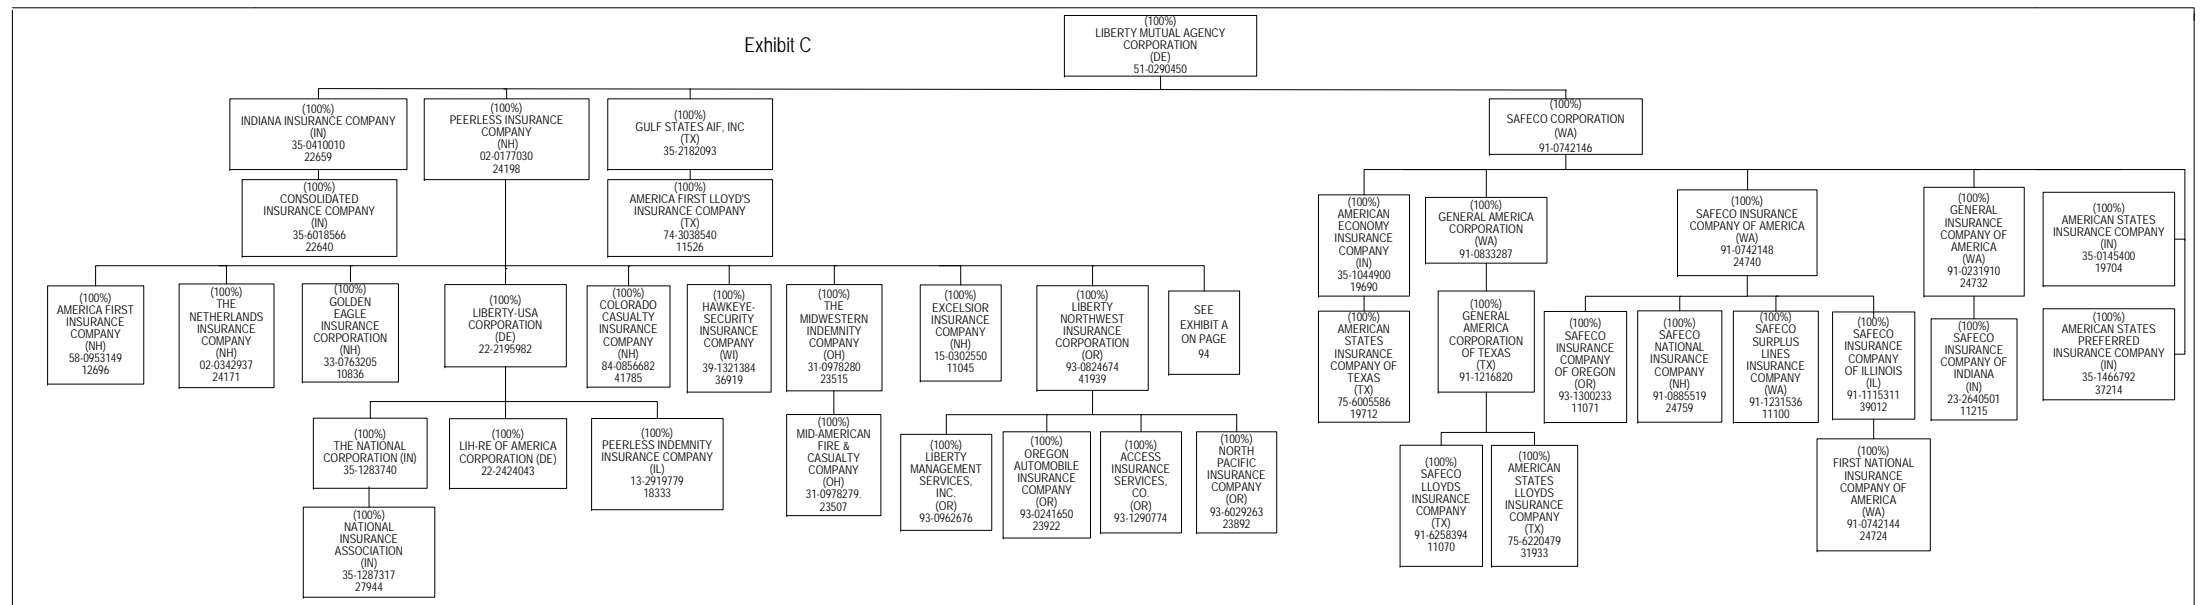 Exhibit C
(100%)
LIBERTY MUTUAL AGENCY
CORPORATION
(DE)
51-0290450
(100%)
INDIANA INSURANCE COMPANY
(IN)
35-0410010
22659
(100%)
PEERLESS INSURANCE
COMPANY
(NH)
02-0177030
24198
(100%)
GULF STATES AIF, INC
(TX)
35-2182093
(100%)
SAFECO CORPORATION
(WA)
91-0742146
(100%)
CONSOLIDATED
INSURANCE COMPANY
(IN)
35-6018566
22640
(100%)
AMERICA FIRST LLOYD'S
INSURANCE COMPANY
(TX)
74-3038540
11526
(100%)
AMERICAN
ECONOMY
INSURANCE
COMPANY
(IN)
35-1044900
19690
(100%)
GENERAL AMERICA
CORPORATION
(WA)
91-0833287
(100%)
SAFECO INSURANCE
COMPANY OF AMERICA
(WA)
91-0742148
24740
(100%)
GENERAL
INSURANCE
COMPANY OF
AMERICA
(WA)
91-0231910
24732
(100%)
AMERICAN STATES
INSURANCE COMPANY
(IN)
35-0145400
19704
(100%)
AMERICA FIRST
INSURANCE
COMPANY
(NH)
58-0953149
12696
(100%)
THE
NETHERLANDS
INSURANCE
COMPANY
(NH)
02-0342937
24171
(100%)
GOLDEN
EAGLE
INSURANCE
CORPORATION
(NH)
33-0763205
10836
(100%)
LIBERTY-USA
CORPORATION
(DE)
22-2195982
(100%)
COLORADO
CASUALTY
INSURANCE
COMPANY
(NH)
84-0856682
41785
(100%)
HAWKEYE-
SECURITY
INSURANCE
COMPANY
(WI)
39-1321384
36919
(100%)
THE
MIDWESTERN
INDEMNITY
COMPANY
(OH)
31-0978280
23515
(100%)
EXCELSIOR
INSURANCE
COMPANY
(NH)
15-0302550
11045
(100%)
LIBERTY
NORTHWEST
INSURANCE
CORPORATION
(OR)
93-0824674
41939
SEE
EXHIBIT A
ON PAGE
94
(100%)
AMERICAN
STATES
INSURANCE
COMPANY OF
TEXAS
(TX)
75-6005586
19712
(100%)
GENERAL
AMERICA
CORPORATION
OF TEXAS
(TX)
91-1216820
(100%)
SAFECO
INSURANCE
COMPANY
OF OREGON
(OR)
93-1300233
11071
(100%)
SAFECO
NATIONAL
INSURANCE
COMPANY
(NH)
91-0885519
24759
(100%)
SAFECO
SURPLUS
LINES
INSURANCE
COMPANY
(WA)
91-1231536
11100
(100%)
SAFECO
INSURANCE
COMPANY
OF ILLINOIS
(IL)
91-1115311
39012
(100%)
SAFECO
INSURANCE
COMPANY OF
INDIANA
(IN)
23-2640501
11215
(100%)
AMERICAN STATES
PREFERRED
INSURANCE COMPANY
(IN)
35-1466792
37214
(100%)
THE NATIONAL
CORPORATION (IN)
35-1283740
(100%)
LIH-RE OF AMERICA
CORPORATION (DE)
22-2424043
(100%)
PEERLESS INDEMNITY
INSURANCE COMPANY
(IL)
13-2919779
18333
(100%)
MID-AMERICAN
FIRE &
CASUALTY
COMPANY
(OH)
31-0978279.
23507
(100%)
LIBERTY
MANAGEMENT
SERVICES,
INC.
(OR)
93-0962676
(100%)
OREGON
AUTOMOBILE
INSURANCE
COMPANY
(OR)
93-0241650
23922
(100%)
ACCESS
INSURANCE
SERVICES,
CO.
(OR)
93-1290774
(100%)
NORTH
PACIFIC
INSURANCE
COMPANY
(OR)
93-6029263
23892
(100%)
SAFECO
LLOYDS
INSURANCE
COMPANY
(TX)
91-6258394
11070
(100%)
AMERICAN
STATES
LLOYDS
INSURANCE
COMPANY
(TX)
75-6220479
31933
(100%)
FIRST NATIONAL
INSURANCE
COMPANY OF
AMERICA
(WA)
91-0742144
24724
(100%)
NATIONAL
INSURANCE
ASSOCIATION
(IN)
35-1287317
27944